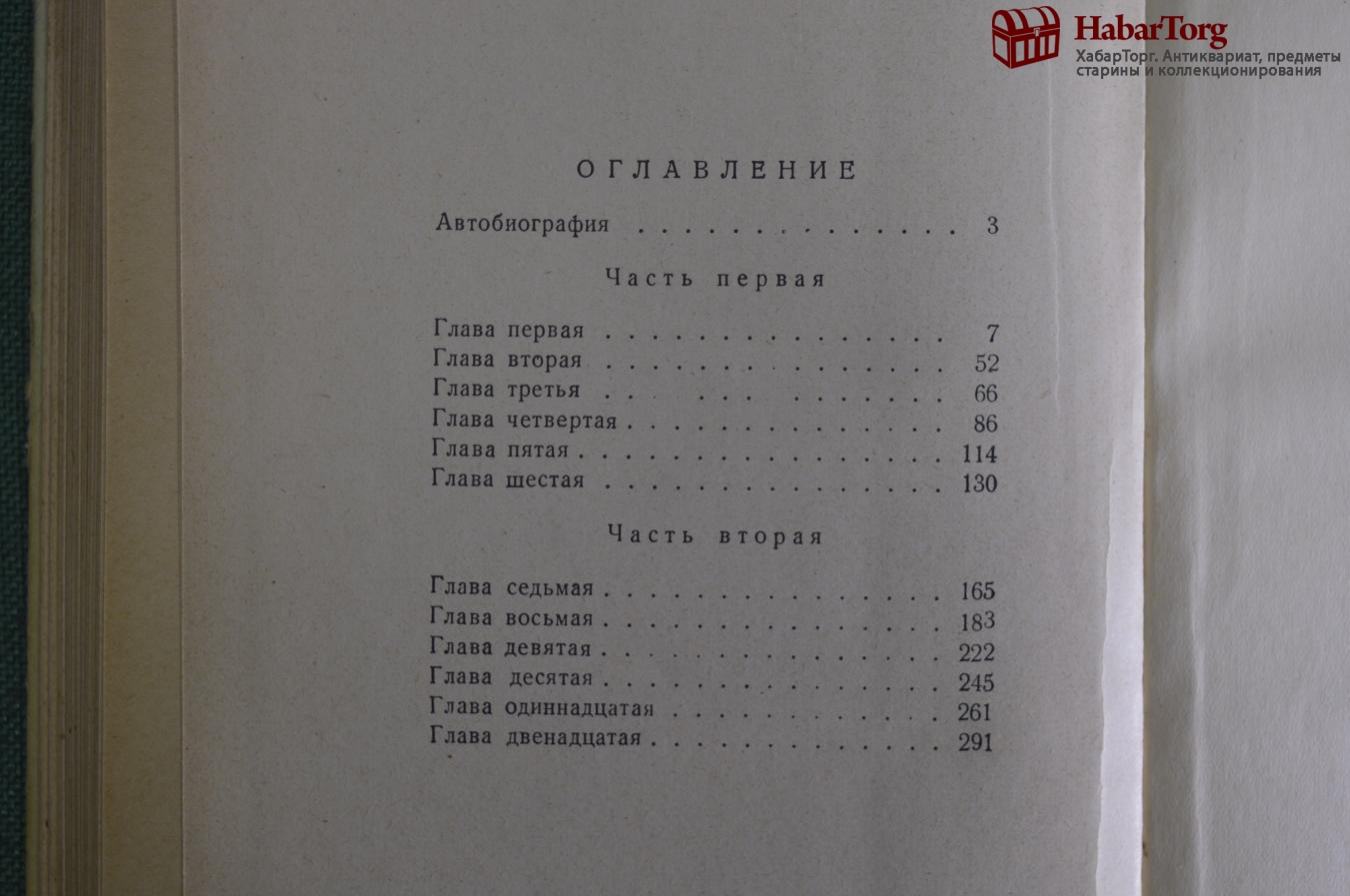 HabarTorg
ХабарТорг. Антиквариат, предметы
старины и коллекционирования
ОГЛАВЛЕНИЕ
Автобиография . . . . . . . . . . . . . . 3
Часть первая
Глава первая . . . . . . . . . . . . . . . 7
Глава вторая . . . . . . . . . . . . . . . 52
Глава третья . . . . . . . . . . . . . 66
Глава четвертая . . . . . . . . . . . . . . 86
Глава пятая . . . . . . . . . . . . . . . . 114
Глава шестая . . . . . . . . . . . . . . . 130
Часть вторая
Глава седьмая . . . . . . . . . . . . . . . 165
Глава восьмая . . . . . . . . . . . . . . . 183
Глава девятая . . . . . . . . . . . . . . . 222
Глава десятая . . . . . . . . . . . . . . . 245
Глава одиннадцатая . . . . . . . . . . . . 261
Глава двенадцатая . . . . . . . . . . . . . 291